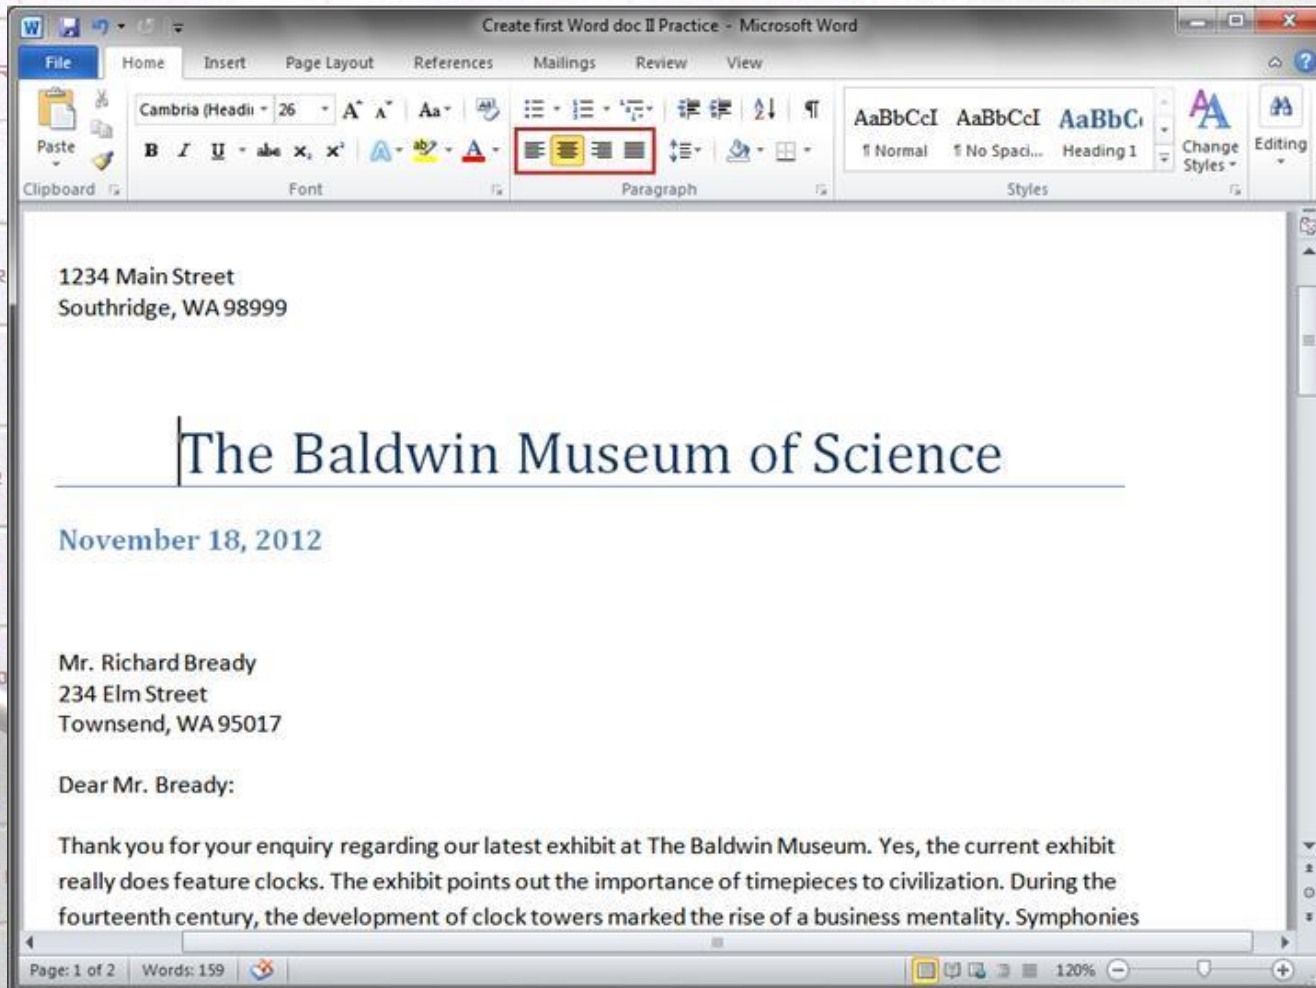 Create first Word doc II Practice - Microsoft Word
File Home Insert Page Layout References Mailings Review View
Cambria (Headi 26 Aa
Paste B I U abc x₂ x² ab A
AaBbCcI AaBbCcI AaBbC
¶ Normal ¶ No Spaci... Heading 1
Change Styles Editing
Clipboard Font Paragraph Styles
1234 Main Street
Southridge, WA 98999
The Baldwin Museum of Science
November 18, 2012
Mr. Richard Bready
234 Elm Street
Townsend, WA 95017
Dear Mr. Bready:
Thank you for your enquiry regarding our latest exhibit at The Baldwin Museum. Yes, the current exhibit
really does feature clocks. The exhibit points out the importance of timepieces to civilization. During the
fourteenth century, the development of clock towers marked the rise of a business mentality. Symphonies
Page: 1 of 2 Words: 159 120%